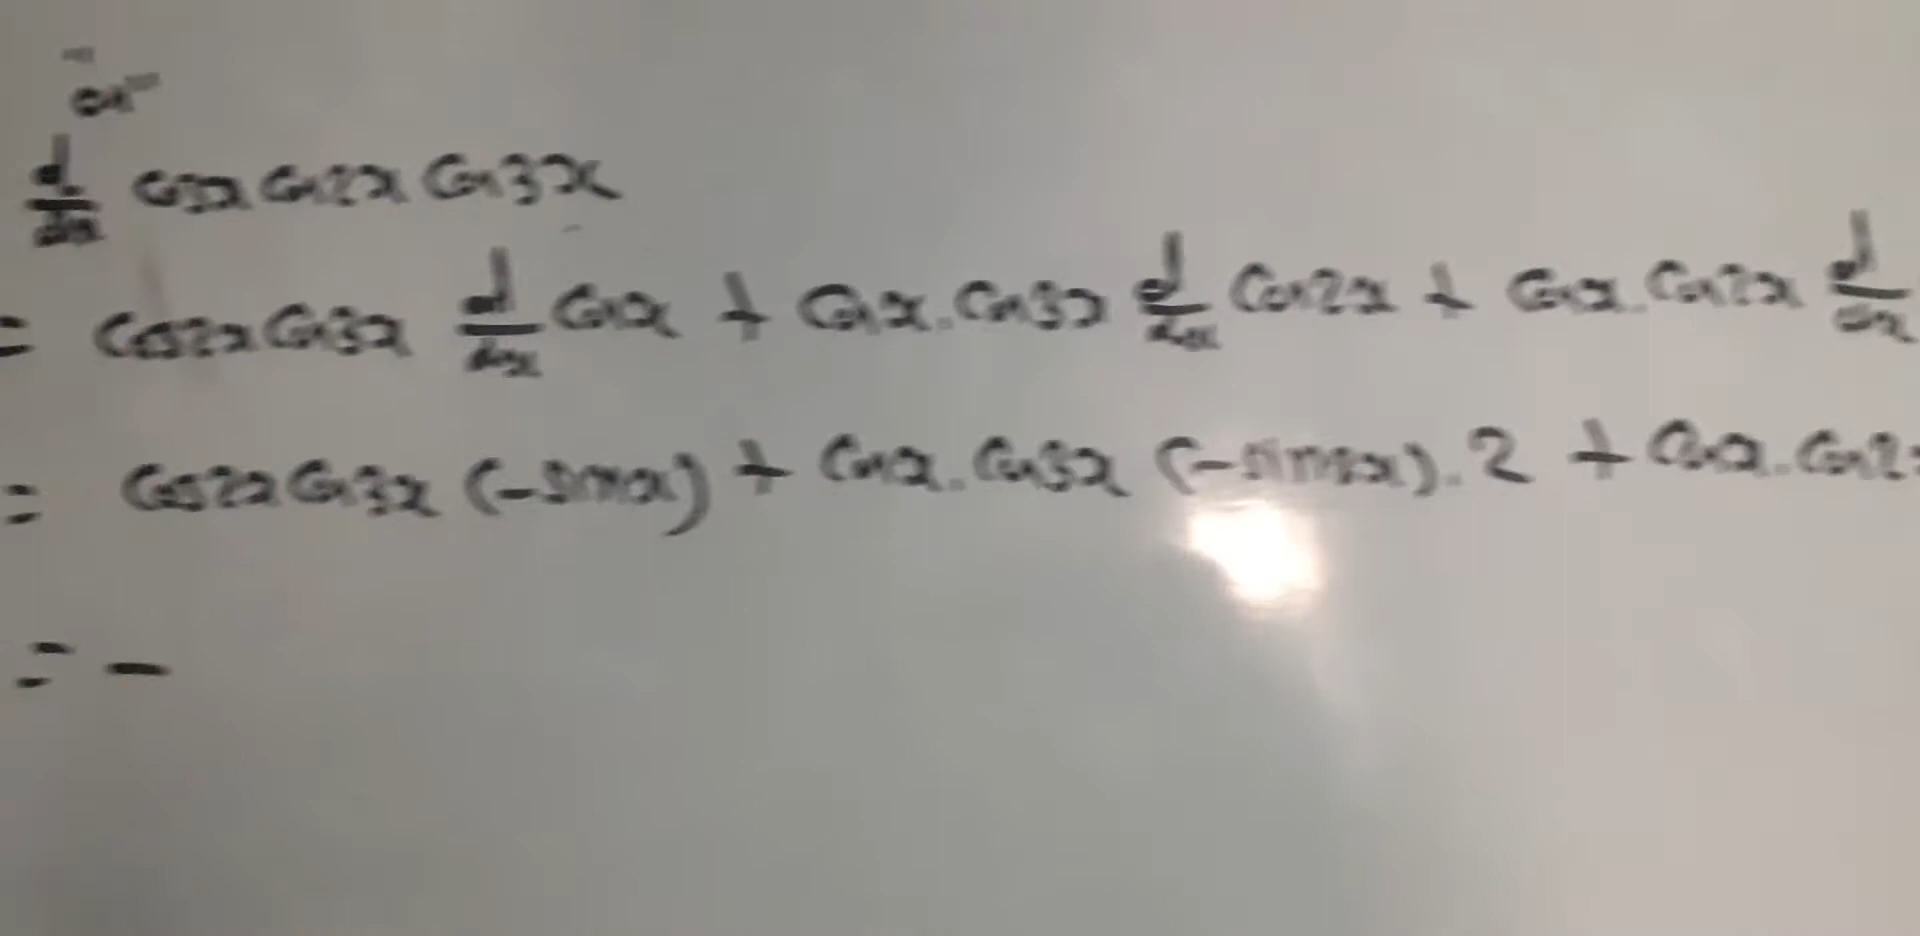 d/dx cosx cos2x cos3x
= cos2x cos3x d/dx cosx + cosx . cos3x d/dx cos2x + cosx . cos2x d/dx
= cos2x cos3x (-sinx) + cosx . cos3x (-sin2x) . 2 + cosx . cos2
= -